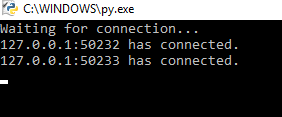 C:\WINDOWS\py.exe
Waiting for connection...
127.0.0.1:50232 has connected.
127.0.0.1:50233 has connected.